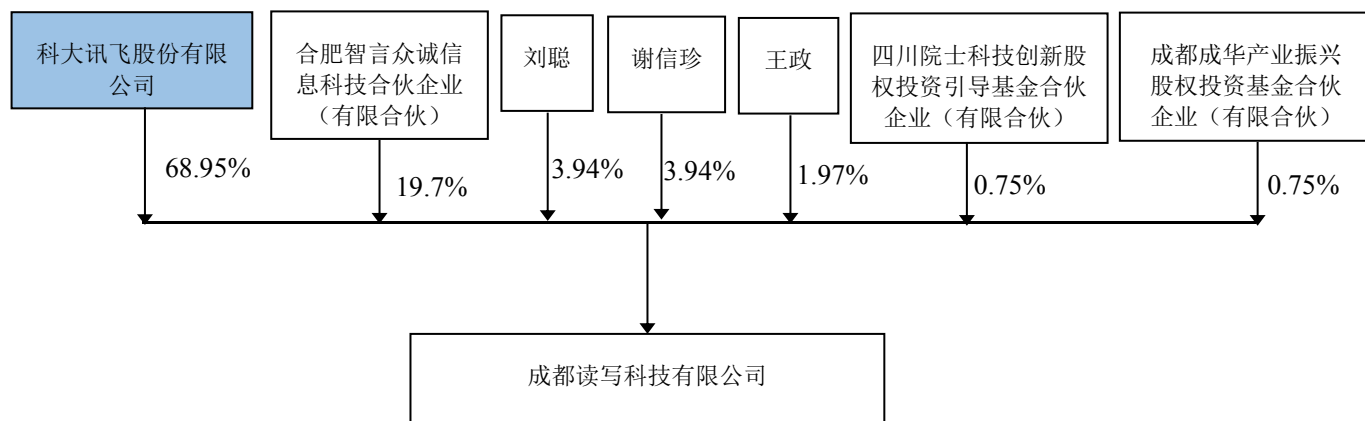 科大讯飞股份有限
公司
合肥智言众诚信
息科技合伙企业
（有限合伙）
刘聪
谢信珍
王政
四川院士科技创新股
权投资引导基金合伙
企业（有限合伙）
成都成华产业振兴
股权投资基金合伙
企业（有限合伙）
68.95%
19.7%
3.94%
3.94%
1.97%
0.75%
0.75%
成都读写科技有限公司